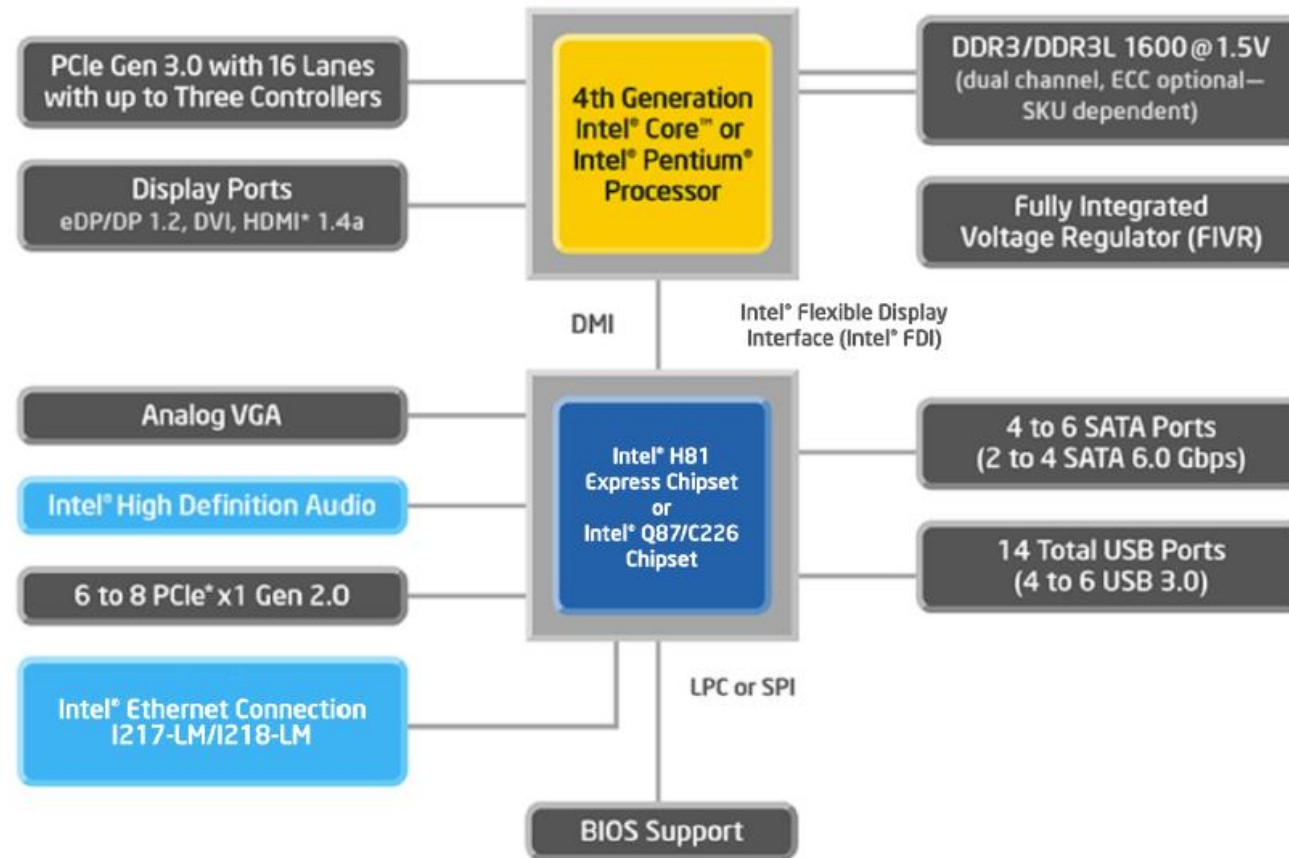 PCIe Gen 3.0 with 16 Lanes
with up to Three Controllers
Display Ports
eDP/DP 1.2, DVI, HDMI* 1.4a
4th Generation
Intel® Core™ or
Intel® Pentium®
Processor
DDR3/DDR3L 1600@1.5V
(dual channel, ECC optional—
SKU dependent)
Fully Integrated
Voltage Regulator (FIVR)
DMI
Intel® Flexible Display
Interface (Intel® FDI)
Analog VGA
Intel® High Definition Audio
6 to 8 PCIe* x1 Gen 2.0
Intel® Ethernet Connection
I217-LM/I218-LM
Intel® H81
Express Chipset
or
Intel® Q87/C226
Chipset
4 to 6 SATA Ports
(2 to 4 SATA 6.0 Gbps)
14 Total USB Ports
(4 to 6 USB 3.0)
LPC or SPI
BIOS Support